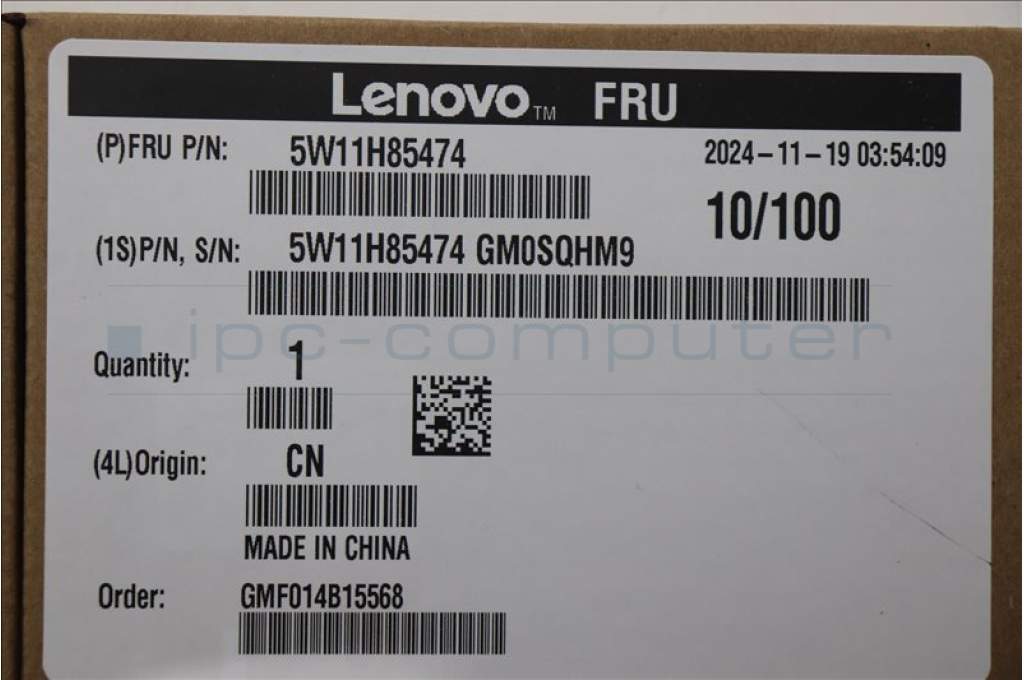 Lenovo™ FRU
(P)FRU P/N: 5W11H85474 2024-11-19 03:54:09
10/100
(1S)P/N, S/N: 5W11H85474 GM0SQHM9
ipc-computer
Quantity: 1
(4L)Origin: CN
MADE IN CHINA
Order: GMF014B15568